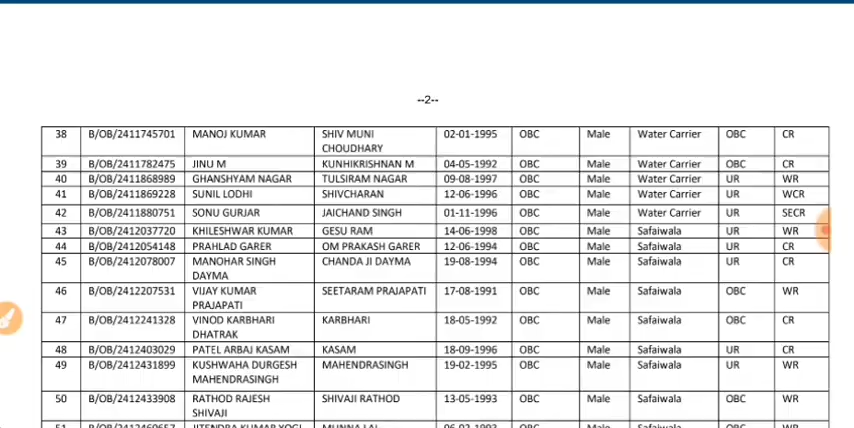 --2--
38 B/OB/2411745701 MANOJ KUMAR SHIV MUNI CHOUDHARY 02-01-1995 OBC Male Water Carrier OBC CR
39 B/OB/2411782475 JINU M KUNHIKRISHNAN M 04-05-1992 OBC Male Water Carrier OBC CR
40 B/OB/2411868989 GHANSHYAM NAGAR TULSIRAM NAGAR 09-08-1997 OBC Male Water Carrier UR WR
41 B/OB/2411869228 SUNIL LODHI SHIVCHARAN 12-06-1996 OBC Male Water Carrier UR WCR
42 B/OB/2411880751 SONU GURJAR JAICHAND SINGH 01-11-1996 OBC Male Water Carrier UR SECR
43 B/OB/2412037720 KHILESHWAR KUMAR GESU RAM 14-06-1998 OBC Male Safaiwala UR WR
44 B/OB/2412054148 PRAHLAD GARER OM PRAKASH GARER 12-06-1994 OBC Male Safaiwala UR CR
45 B/OB/2412078007 MANOHAR SINGH DAYMA CHANDA JI DAYMA 19-08-1994 OBC Male Safaiwala UR CR
46 B/OB/2412207531 VIJAY KUMAR PRAJAPATI SEETARAM PRAJAPATI 17-08-1991 OBC Male Safaiwala OBC WR
47 B/OB/2412241328 VINOD KARBHARI DHATRAK KARBHARI 18-05-1992 OBC Male Safaiwala OBC CR
48 B/OB/2412403029 PATEL ARBAJ KASAM KASAM 18-09-1996 OBC Male Safaiwala UR CR
49 B/OB/2412431899 KUSHWAHA DURGESH MAHENDRASINGH MAHENDRASINGH 19-02-1995 OBC Male Safaiwala UR WR
50 B/OB/2412433908 RATHOD RAJESH SHIVAJI SHIVAJI RATHOD 13-05-1993 OBC Male Safaiwala OBC WR